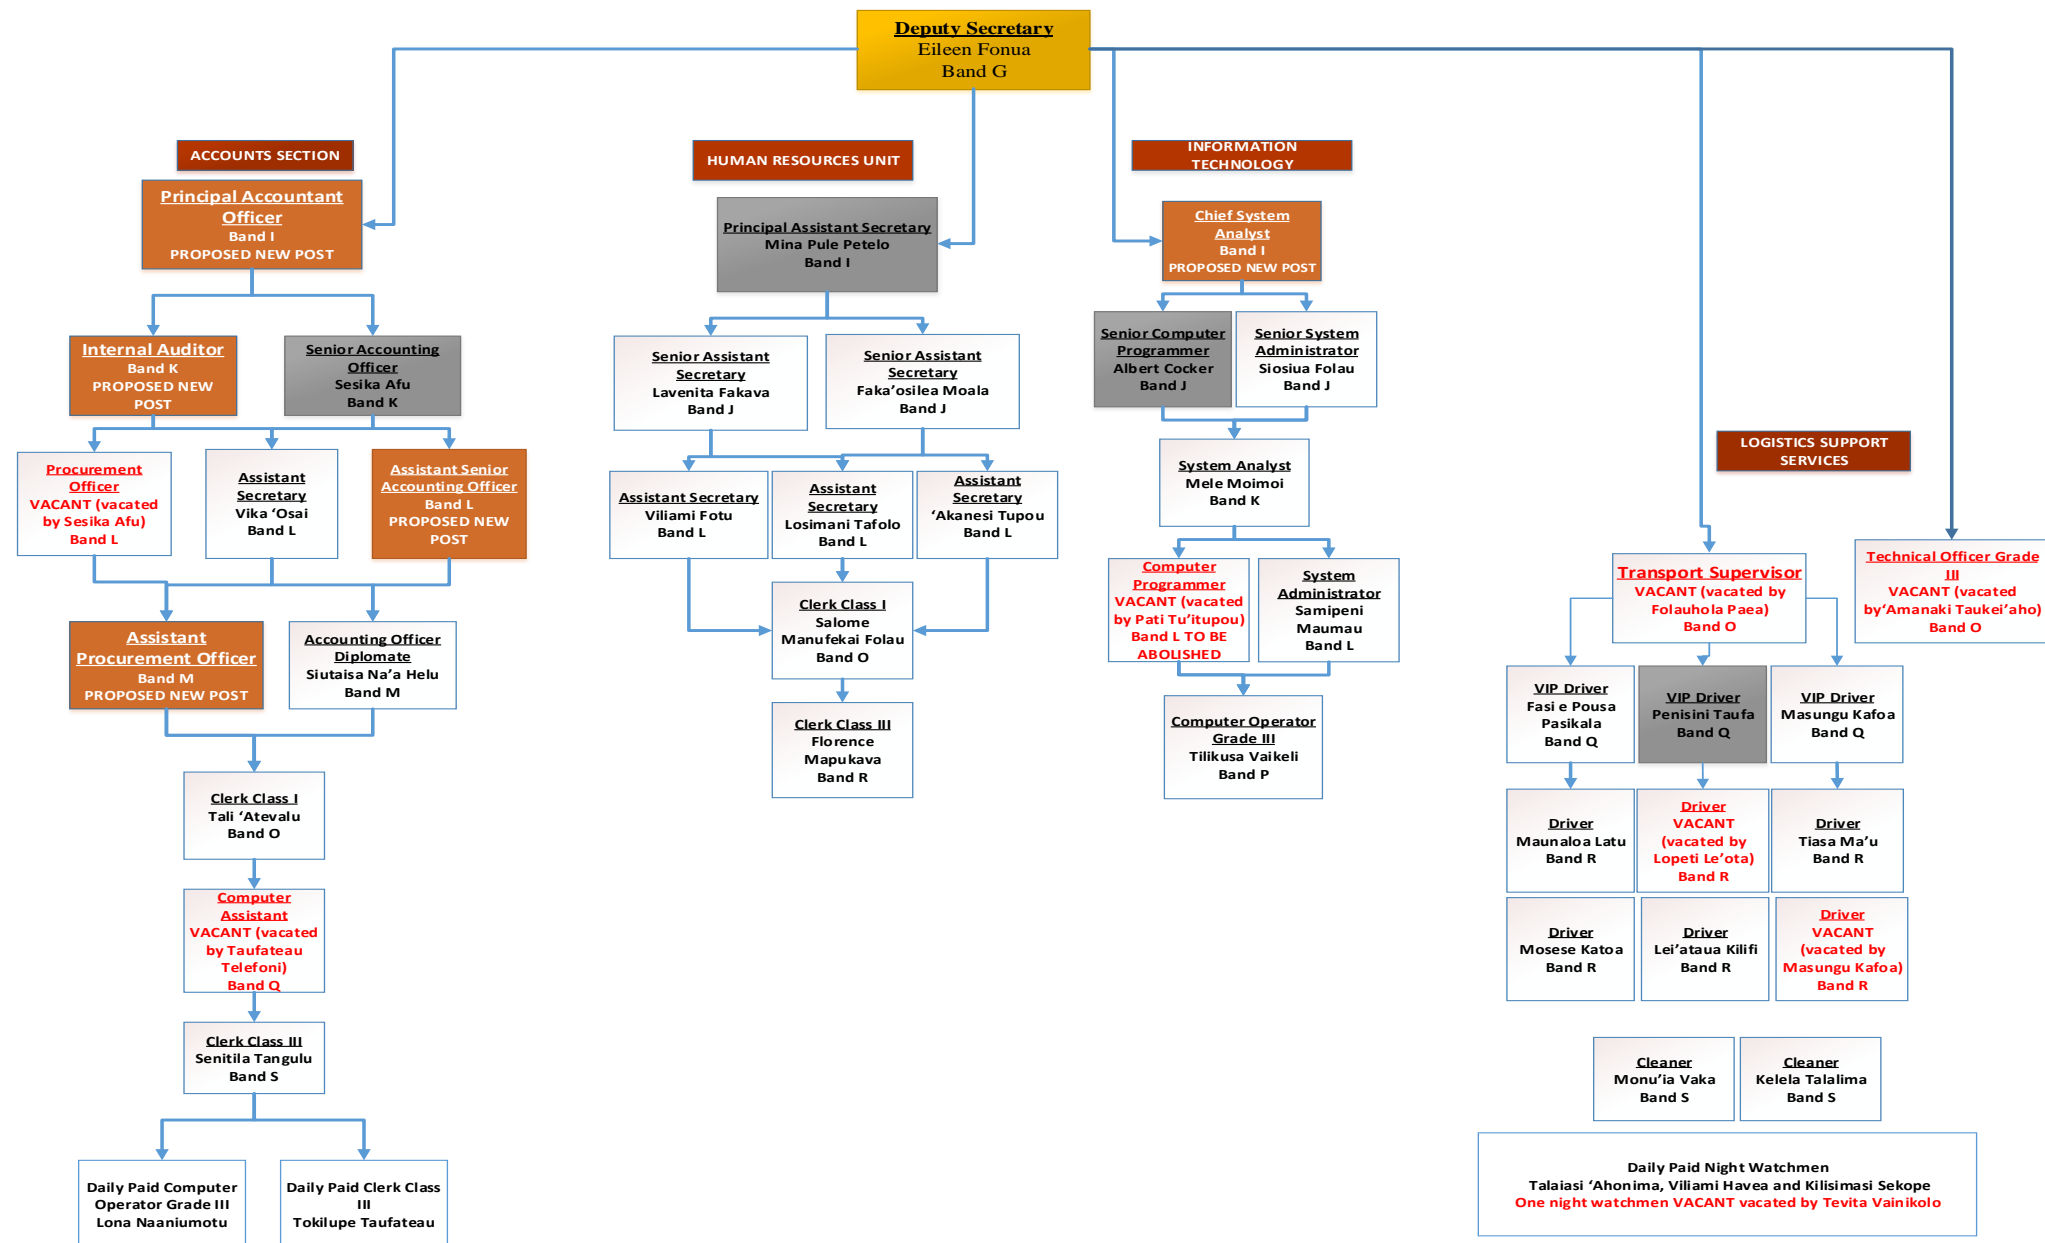 Deputy Secretary
Eileen Fonua
Band G
ACCOUNTS SECTION
Principal Accountant
Officer
Band I
PROPOSED NEW POST
Internal Auditor
Band K
PROPOSED NEW
POST
Senior Accounting
Officer
Sesika Afu
Band K
Procurement
Officer
VACANT (vacated
by Sesika Afu)
Band L
Assistant
Secretary
Vika ‘Osai
Band L
Assistant Senior
Accounting Officer
Band L
PROPOSED NEW
POST
Assistant
Procurement Officer
Band M
PROPOSED NEW POST
Accounting Officer
Diplomate
Siutaisa Na’a Helu
Band M
Clerk Class I
Tali ‘Atevalu
Band O
Computer
Assistant
VACANT (vacated
by Taufateau
Telefoni)
Band Q
Clerk Class III
Senitila Tangulu
Band S
Daily Paid Computer
Operator Grade III
Lona Naaniumotu
Daily Paid Clerk Class
III
Tokilupe Taufateau
HUMAN RESOURCES UNIT
Principal Assistant Secretary
Mina Pule Petelo
Band I
Senior Assistant
Secretary
Lavenita Fakava
Band J
Senior Assistant
Secretary
Faka’osilea Moala
Band J
Assistant Secretary
Viliami Fotu
Band L
Assistant
Secretary
Losimani Tafolo
Band L
Assistant
Secretary
‘Akanesi Tupou
Band L
Clerk Class I
Salome
Manufekai Folau
Band O
Clerk Class III
Florence
Mapukava
Band R
INFORMATION
TECHNOLOGY
Chief System
Analyst
Band I
PROPOSED NEW POST
Senior Computer
Programmer
Albert Cocker
Band J
Senior System
Administrator
Siosiua Folau
Band J
System Analyst
Mele Moimoi
Band K
Computer
Programmer
VACANT (vacated
by Pati Tu’itupou)
Band L TO BE
ABOLISHED
System
Administrator
Samipeni
Maumau
Band L
Computer Operator
Grade III
Tilikusa Vaikeli
Band P
LOGISTICS SUPPORT
SERVICES
Transport Supervisor
VACANT (vacated by
Folauhola Paea)
Band O
Technical Officer Grade
III
VACANT (vacated
by‘Amanaki Taukei’aho)
Band O
VIP Driver
Fasi e Pousa
Pasikala
Band Q
VIP Driver
Penisini Taufa
Band Q
VIP Driver
Masungu Kafoa
Band Q
Driver
Maunaloa Latu
Band R
Driver
VACANT
(vacated by
Lopeti Le’ota)
Band R
Driver
Tiasa Ma’u
Band R
Driver
Mosese Katoa
Band R
Driver
Lei’ataua Kilifi
Band R
Driver
VACANT
(vacated by
Masungu Kafoa)
Band R
Cleaner
Monu’ia Vaka
Band S
Cleaner
Kelela Talalima
Band S
Daily Paid Night Watchmen
Talaiasi ‘Ahonima, Viliami Havea and Kilisimasi Sekope
One night watchmen VACANT vacated by Tevita Vainikolo